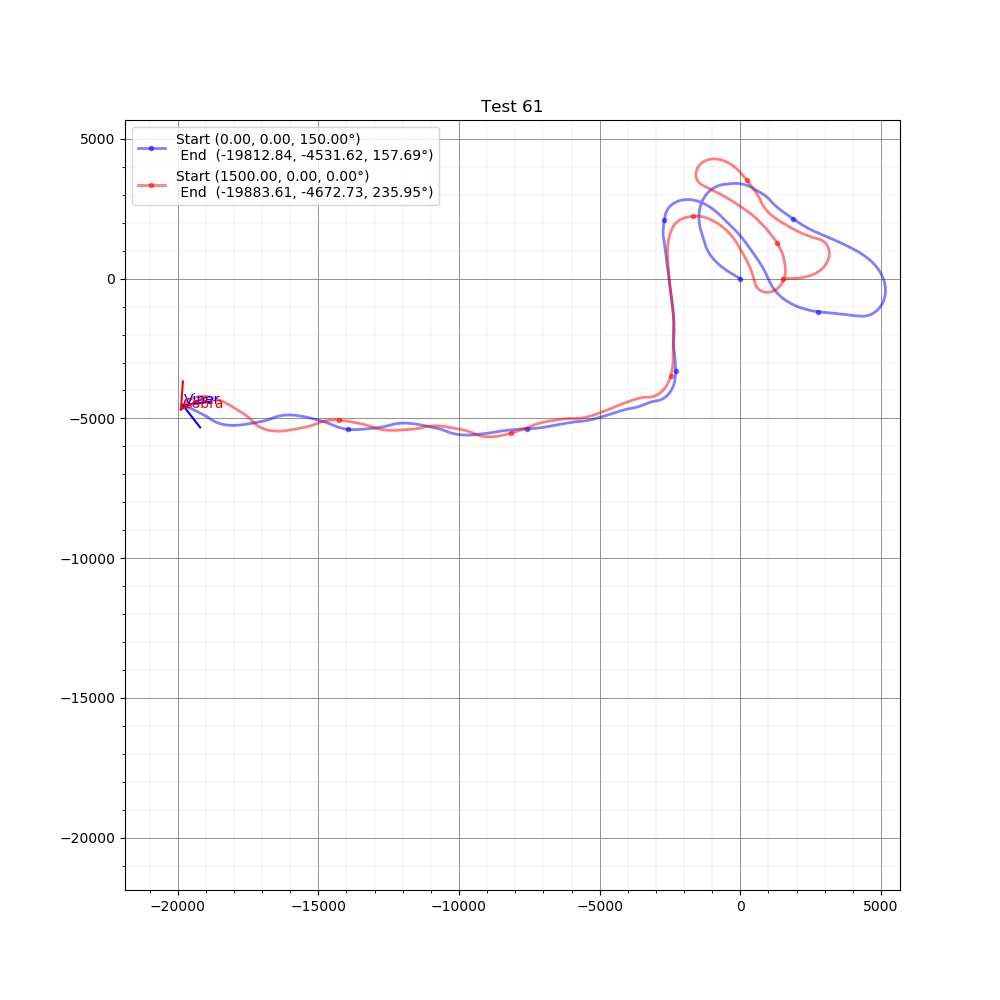 Test 61
Start (0.00, 0.00, 150.00°)
End (-19812.84, -4531.62, 157.69°)
Start (1500.00, 0.00, 0.00°)
End (-19883.61, -4672.73, 235.95°)
5000
0
−5000
−10000
−15000
−20000
Viper
Cobra
−20000
−15000
−10000
−5000
0
5000